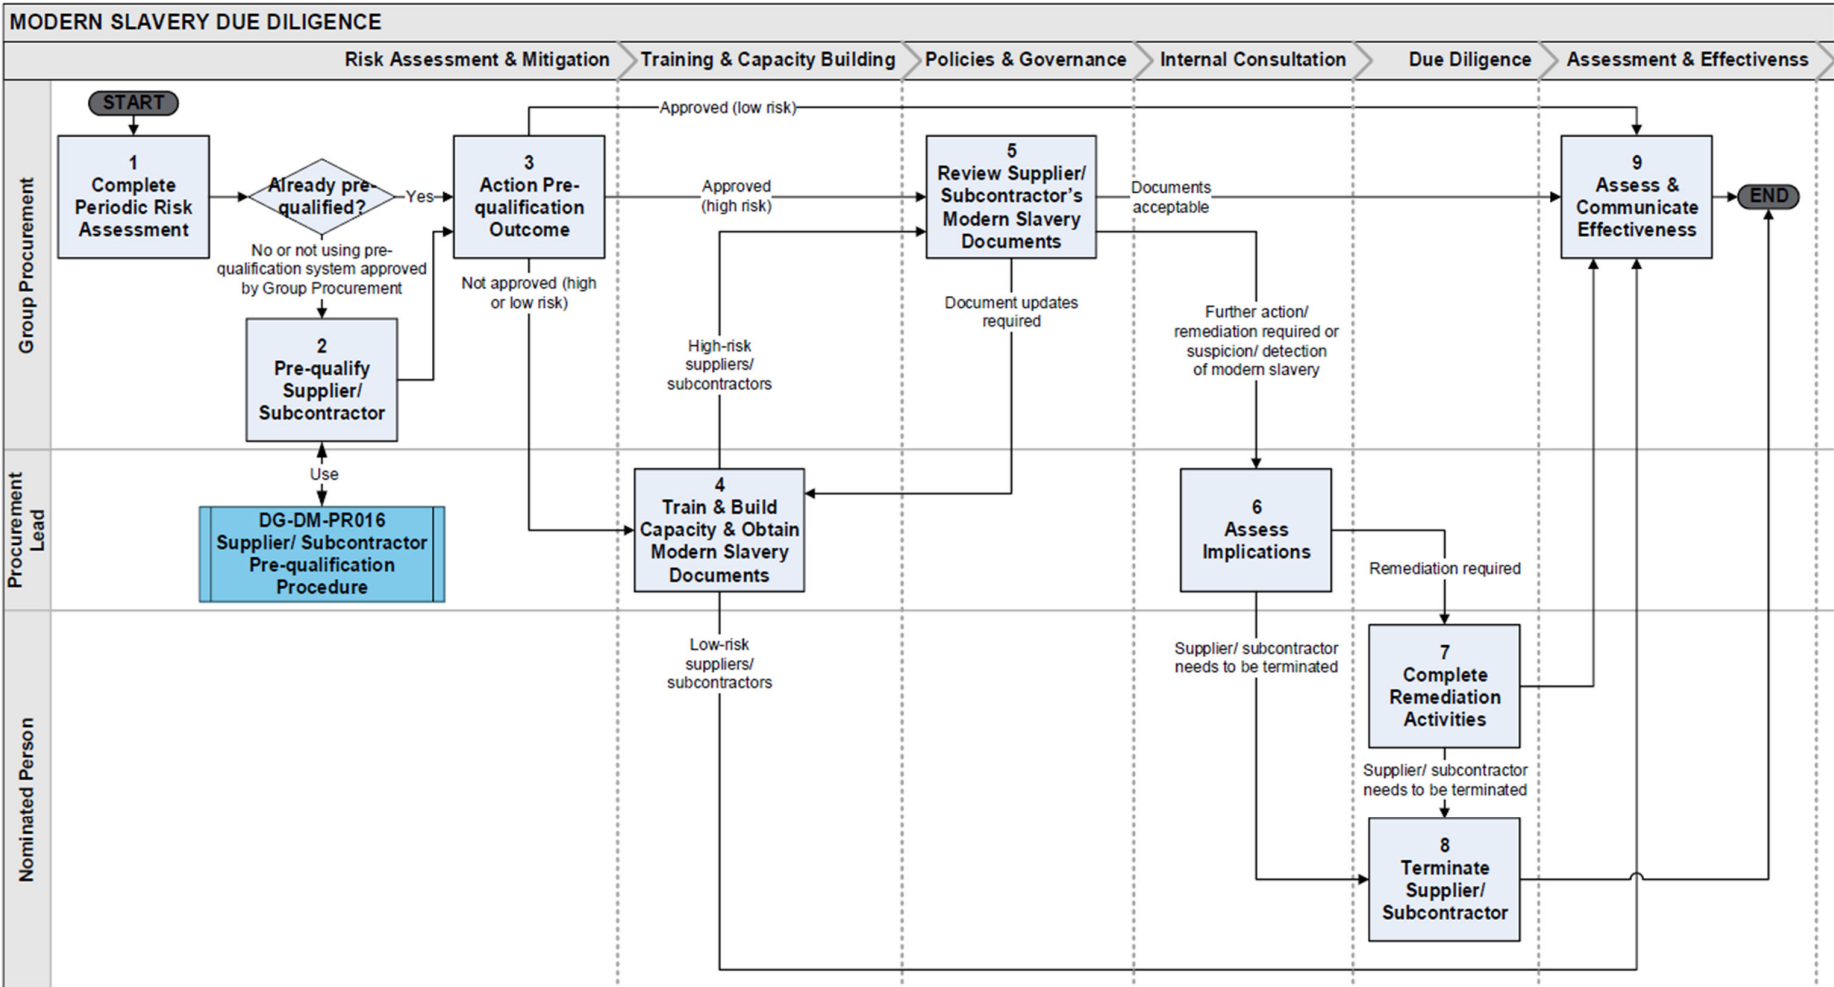 MODERN SLAVERY DUE DILIGENCE
Risk Assessment & Mitigation
Training & Capacity Building
Policies & Governance
Internal Consultation
Due Diligence
Assessment & Effectivenss
Group Procurement
START
1
Complete
Periodic Risk
Assessment
Already pre-
qualified?
Yes
No or not using pre-
qualification system approved
by Group Procurement
2
Pre-qualify
Supplier/
Subcontractor
3
Action Pre-
qualification
Outcome
Approved (low risk)
Approved
(high risk)
Not approved (high
or low risk)
High-risk
suppliers/
subcontractors
5
Review Supplier/
Subcontractor's
Modern Slavery
Documents
Documents
acceptable
Document updates
required
Further action/
remediation required or
suspicion/ detection
of modern slavery
9
Assess &
Communicate
Effectiveness
END
Procurement
Lead
Use
DG-DM-PR016
Supplier/ Subcontractor
Pre-qualification
Procedure
4
Train & Build
Capacity & Obtain
Modern Slavery
Documents
6
Assess
Implications
Remediation required
Nominated Person
Low-risk
suppliers/
subcontractors
Supplier/ subcontractor
needs to be terminated
7
Complete
Remediation
Activities
Supplier/ subcontractor
needs to be terminated
8
Terminate
Supplier/
Subcontractor